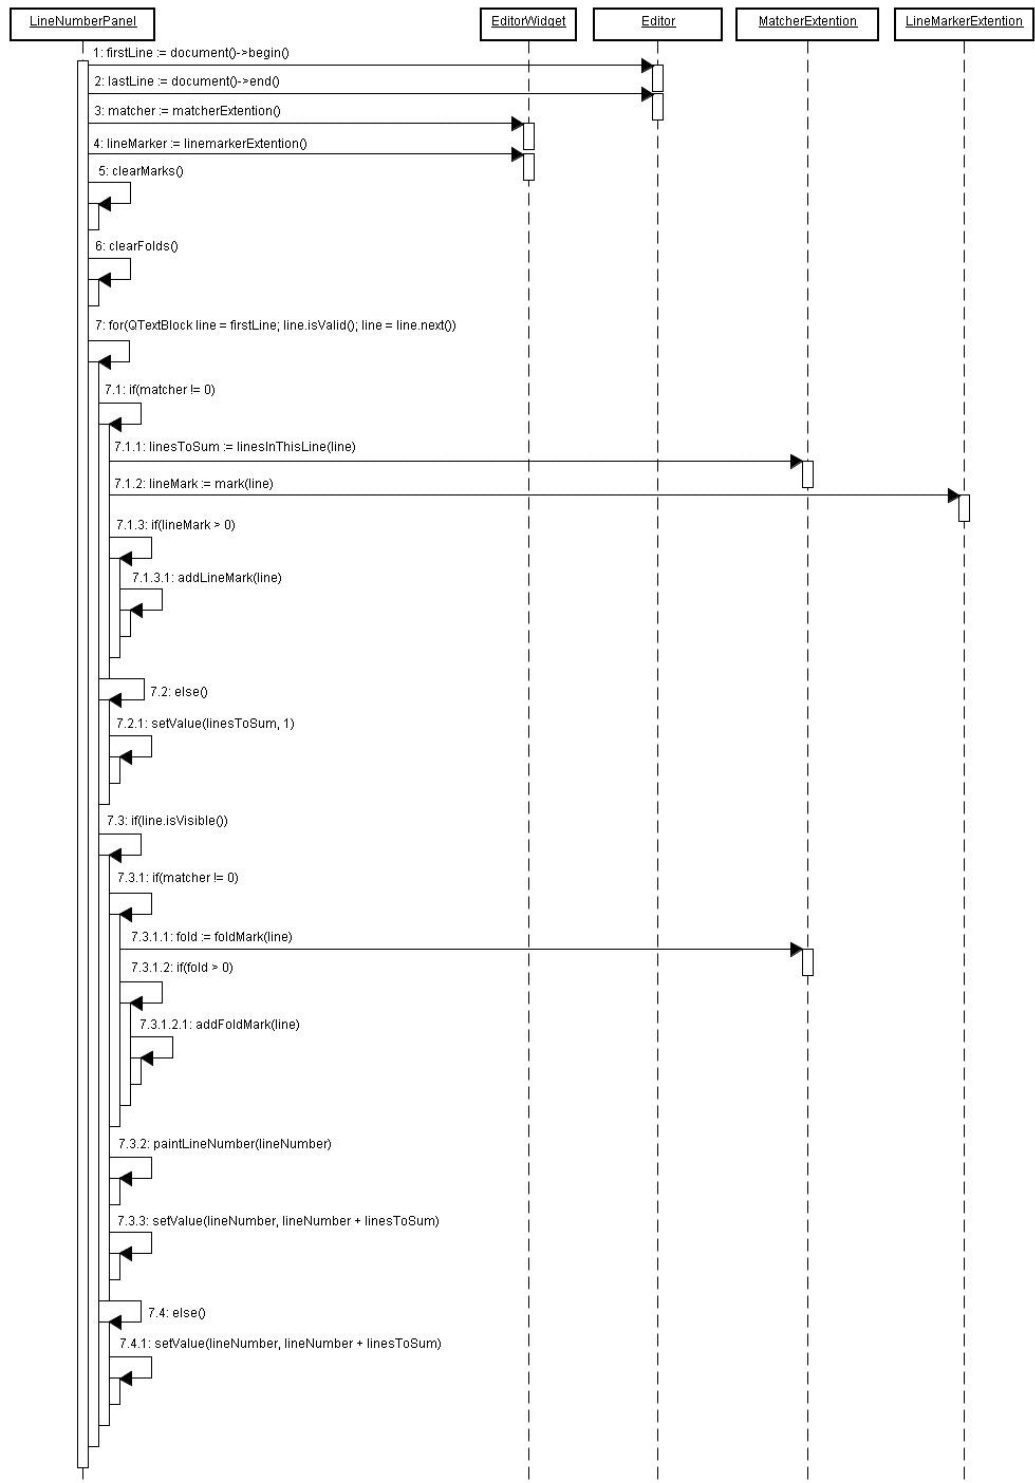 LineNumberPanel
EditorWidget
Editor
MatcherExtention
LineMarkerExtention
1: firstLine := document()->begin()
2: lastLine := document()->end()
3: matcher := matcherExtention()
4: lineMarker := linemarkerExtention()
5: clearMarks()
6: clearFolds()
7: for(QTextBlock line = firstLine; line.isValid(); line = line.next())
7.1: if(matcher != 0)
7.1.1: linesToSum := linesInThisLine(line)
7.1.2: lineMark := mark(line)
7.1.3: if(lineMark > 0)
7.1.3.1: addLineMark(line)
7.2: else()
7.2.1: setValue(linesToSum, 1)
7.3: if(line.isVisible())
7.3.1: if(matcher != 0)
7.3.1.1: fold := foldMark(line)
7.3.1.2: if(fold > 0)
7.3.1.2.1: addFoldMark(line)
7.3.2: paintLineNumber(lineNumber)
7.3.3: setValue(lineNumber, lineNumber + linesToSum)
7.4: else()
7.4.1: setValue(lineNumber, lineNumber + linesToSum)